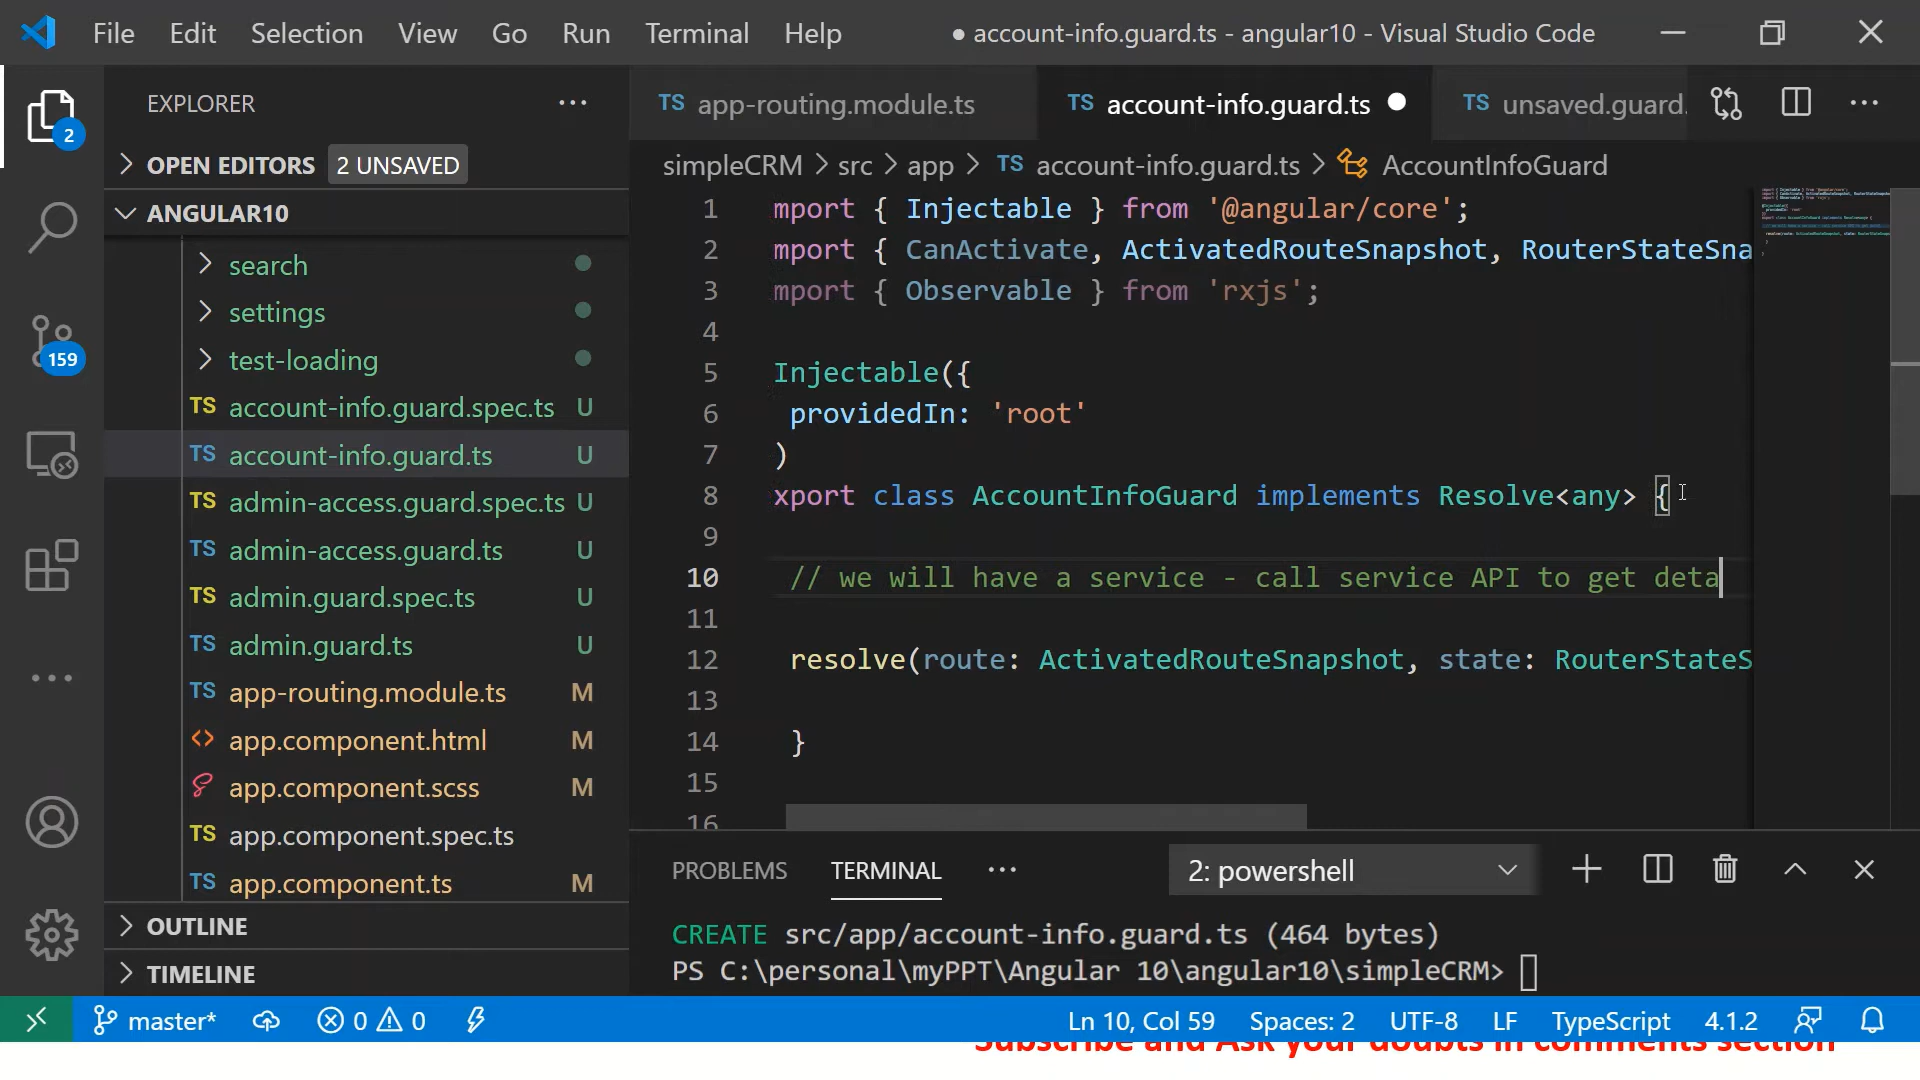 File Edit Selection View Go Run Terminal Help ● account-info.guard.ts - angular10 - Visual Studio Code
EXPLORER
TS app-routing.module.ts TS account-info.guard.ts TS unsaved.guard.
2
OPEN EDITORS 2 UNSAVED
simpleCRM > src > app > TS account-info.guard.ts > AccountInfoGuard
ANGULAR10
search
settings
test-loading
TS account-info.guard.spec.ts U
TS account-info.guard.ts U
TS admin-access.guard.spec.ts U
TS admin-access.guard.ts U
TS admin.guard.spec.ts U
TS admin.guard.ts U
TS app-routing.module.ts M
<> app.component.html M
app.component.scss M
TS app.component.spec.ts
TS app.component.ts M
OUTLINE
TIMELINE
159
1 mport { Injectable } from '@angular/core';
2 mport { CanActivate, ActivatedRouteSnapshot, RouterStateSna
3 mport { Observable } from 'rxjs';
4
5 Injectable({
6 providedIn: 'root'
7 )
8 xport class AccountInfoGuard implements Resolve<any> {
9
10 // we will have a service - call service API to get deta
11
12 resolve(route: ActivatedRouteSnapshot, state: RouterStateS
13
14 }
15
16
PROBLEMS TERMINAL 2: powershell
CREATE src/app/account-info.guard.ts (464 bytes)
PS C:\personal\myPPT\Angular 10\angular10\simpleCRM>
master* 0 0 Ln 10, Col 59 Spaces: 2 UTF-8 LF TypeScript 4.1.2
Subscribe and Ask your doubts in comments section